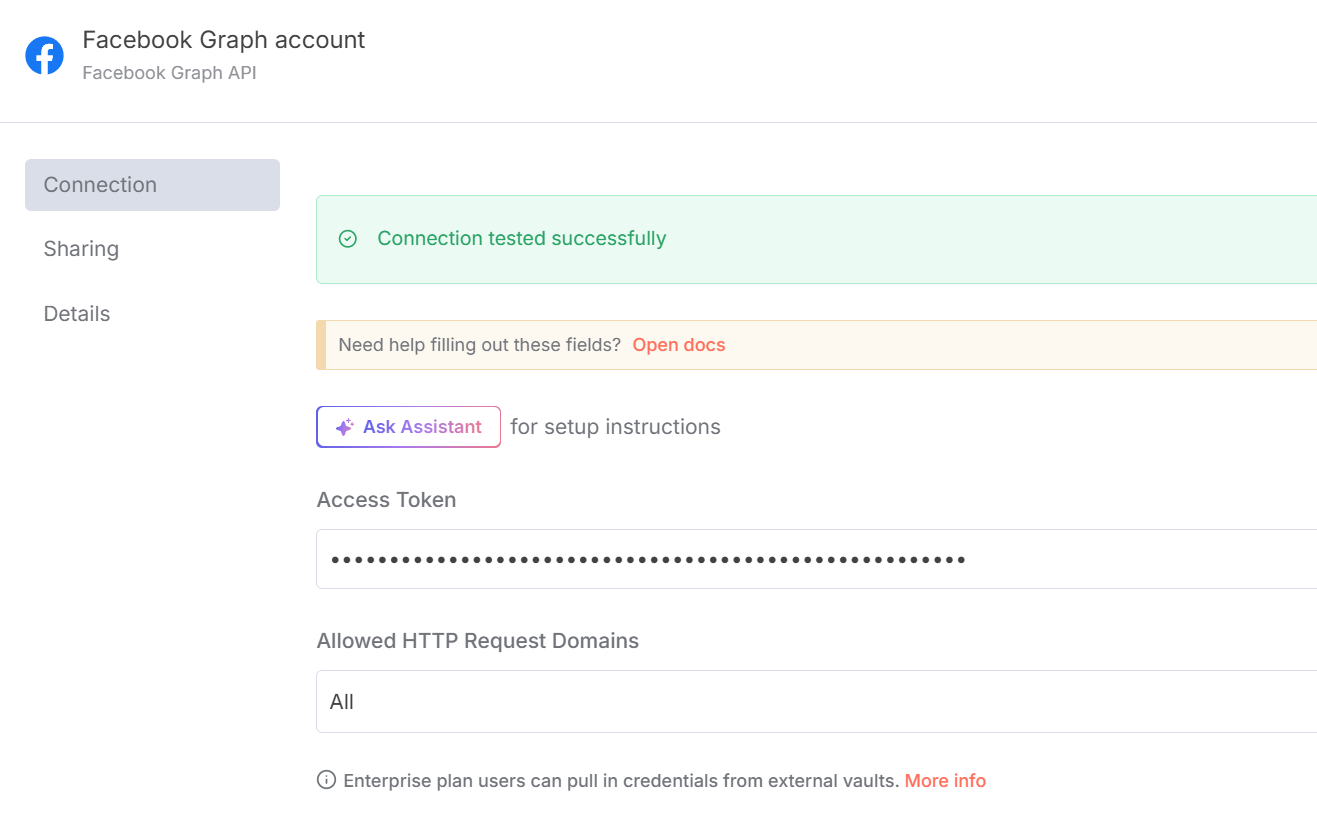 Facebook Graph account
Facebook Graph API
Connection
Sharing
Details
Connection tested successfully
Need help filling out these fields? Open docs
Ask Assistant for setup instructions
Access Token
••••••••••••••••••••••••••••••••••••••••••••••••••••••
Allowed HTTP Request Domains
All
Enterprise plan users can pull in credentials from external vaults. More info